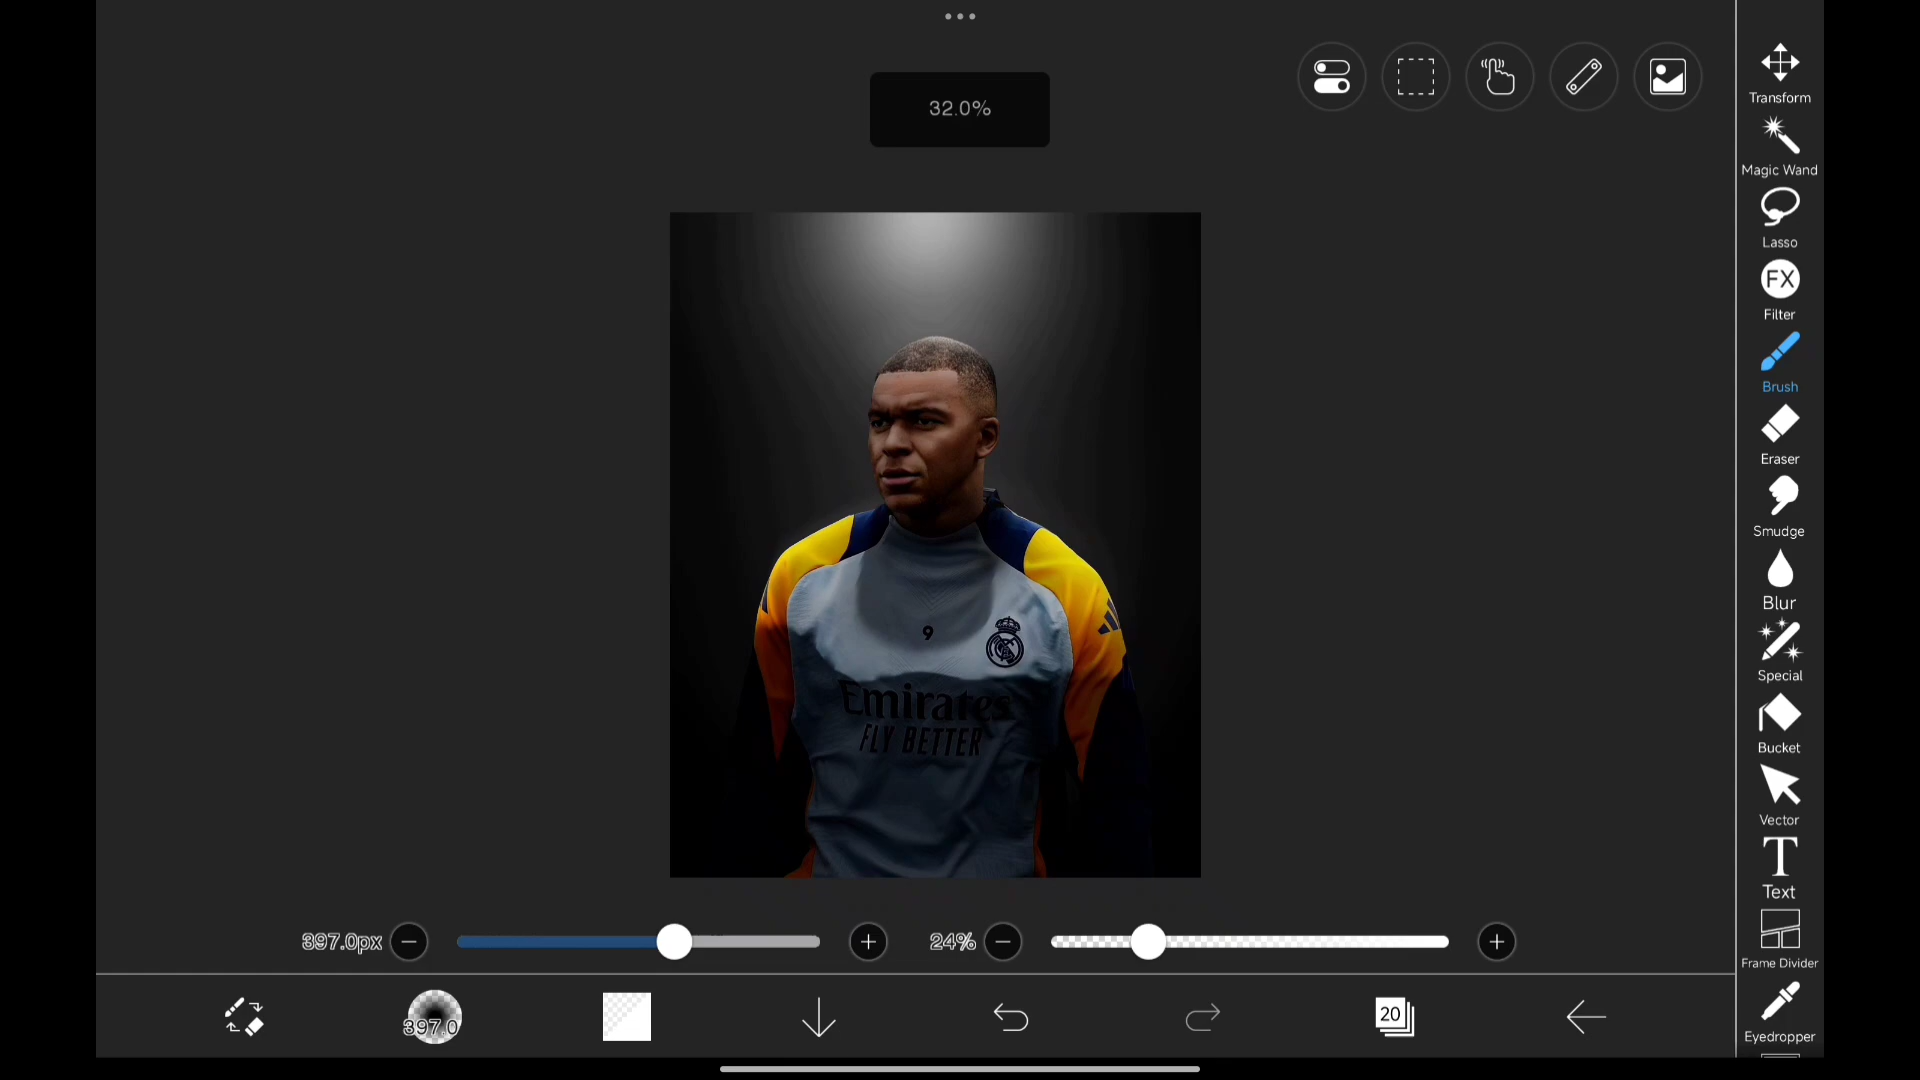 32.0%
Transform
Magic Wand
Lasso
FX
Filter
Brush
Eraser
Smudge
Blur
Special
Bucket
Vector
T
Text
Frame Divider
Eyedropper
9
Emirates
FLY BETTER
397.0px
24%
397.0
20